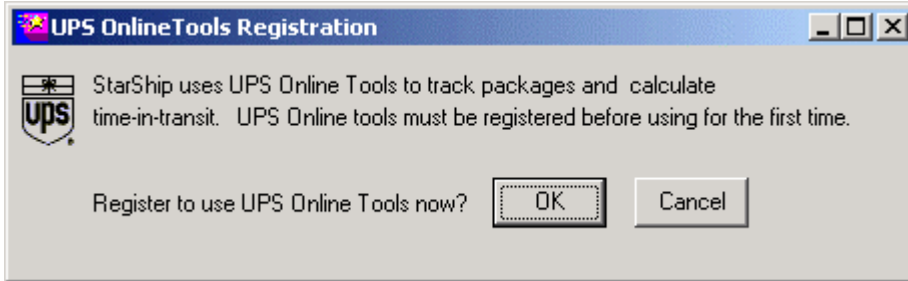 UPS OnlineTools Registration
StarShip uses UPS Online Tools to track packages and calculate
time-in-transit. UPS Online tools must be registered before using for the first time.
ups
Register to use UPS Online Tools now? OK Cancel